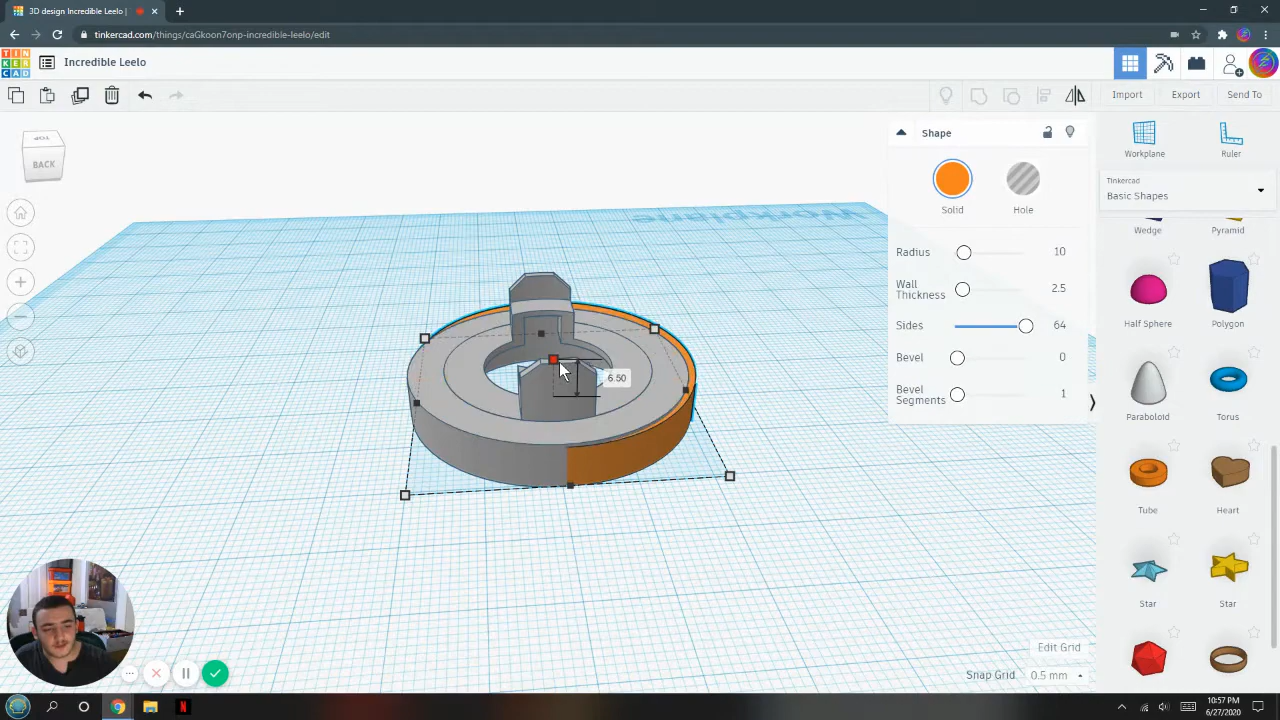 3D design Incredible Leelo |
tinkercad.com/things/caGkoon7onp-incredible-leelo/edit
TIN
KER
CAD
Incredible Leelo
Import
Export
Send To
TOP
BACK
Workplane
Shape
Solid
Hole
Radius
10
Wall
Thickness
2.5
Sides
64
Bevel
0
Bevel
Segments
1
6.50
Workplane
Ruler
Tinkercad
Basic Shapes
Wedge
Pyramid
Half Sphere
Polygon
Paraboloid
Torus
Tube
Heart
Star
Star
Edit Grid
Snap Grid
0.5 mm
N
10:57 PM
6/27/2020